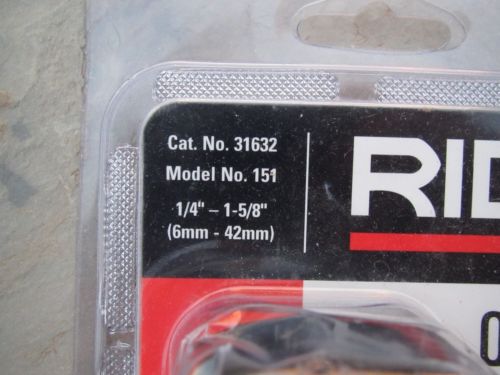 Cat. No. 31632
Model No. 151
1/4" – 1-5/8"
(6mm - 42mm)
RID